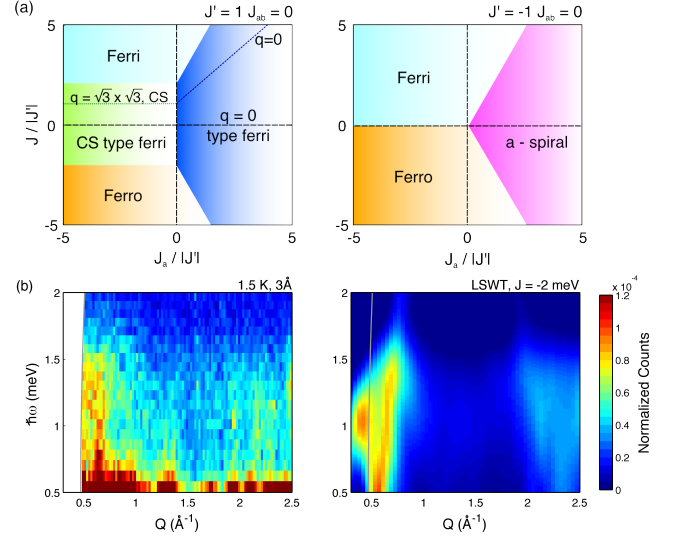 (a)
J' = 1 J_ab = 0
J' = -1 J_ab = 0
5
5
q=0
Ferri
Ferri
q = √3 x √3, CS
J / |J'|
q = 0
0
0
type ferri
CS type ferri
a - spiral
Ferro
Ferro
-5
-5
-5
0
5
-5
0
5
J_a / |J'|
J_a / |J'|
(b)
1.5 K, 3Å
LSWT, J = -2 meV
x 10^-4
2
2
1.2
1
1.5
1.5
0.8
ħω (meV)
0.6
Normalized Counts
1
1
0.4
0.2
0.5
0.5
0
0.5
1
1.5
2
2.5
0.5
1
1.5
2
2.5
Q (Å^-1)
Q (Å^-1)